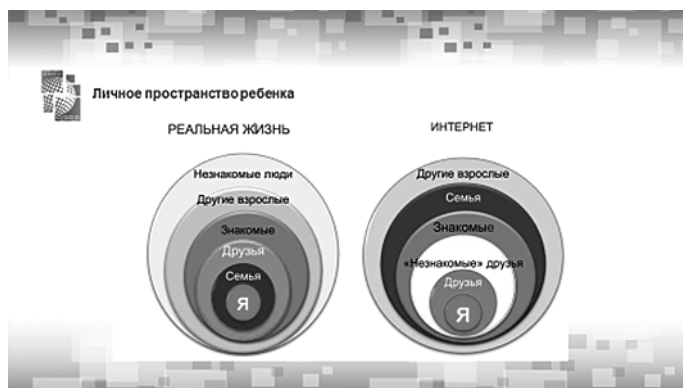 Личное пространство ребенка
РЕАЛЬНАЯ ЖИЗНЬ
Незнакомые люди
Другие взрослые
Знакомые
Друзья
Семья
Я
ИНТЕРНЕТ
Другие взрослые
Семья
Знакомые
«Незнакомые» друзья
Друзья
Я